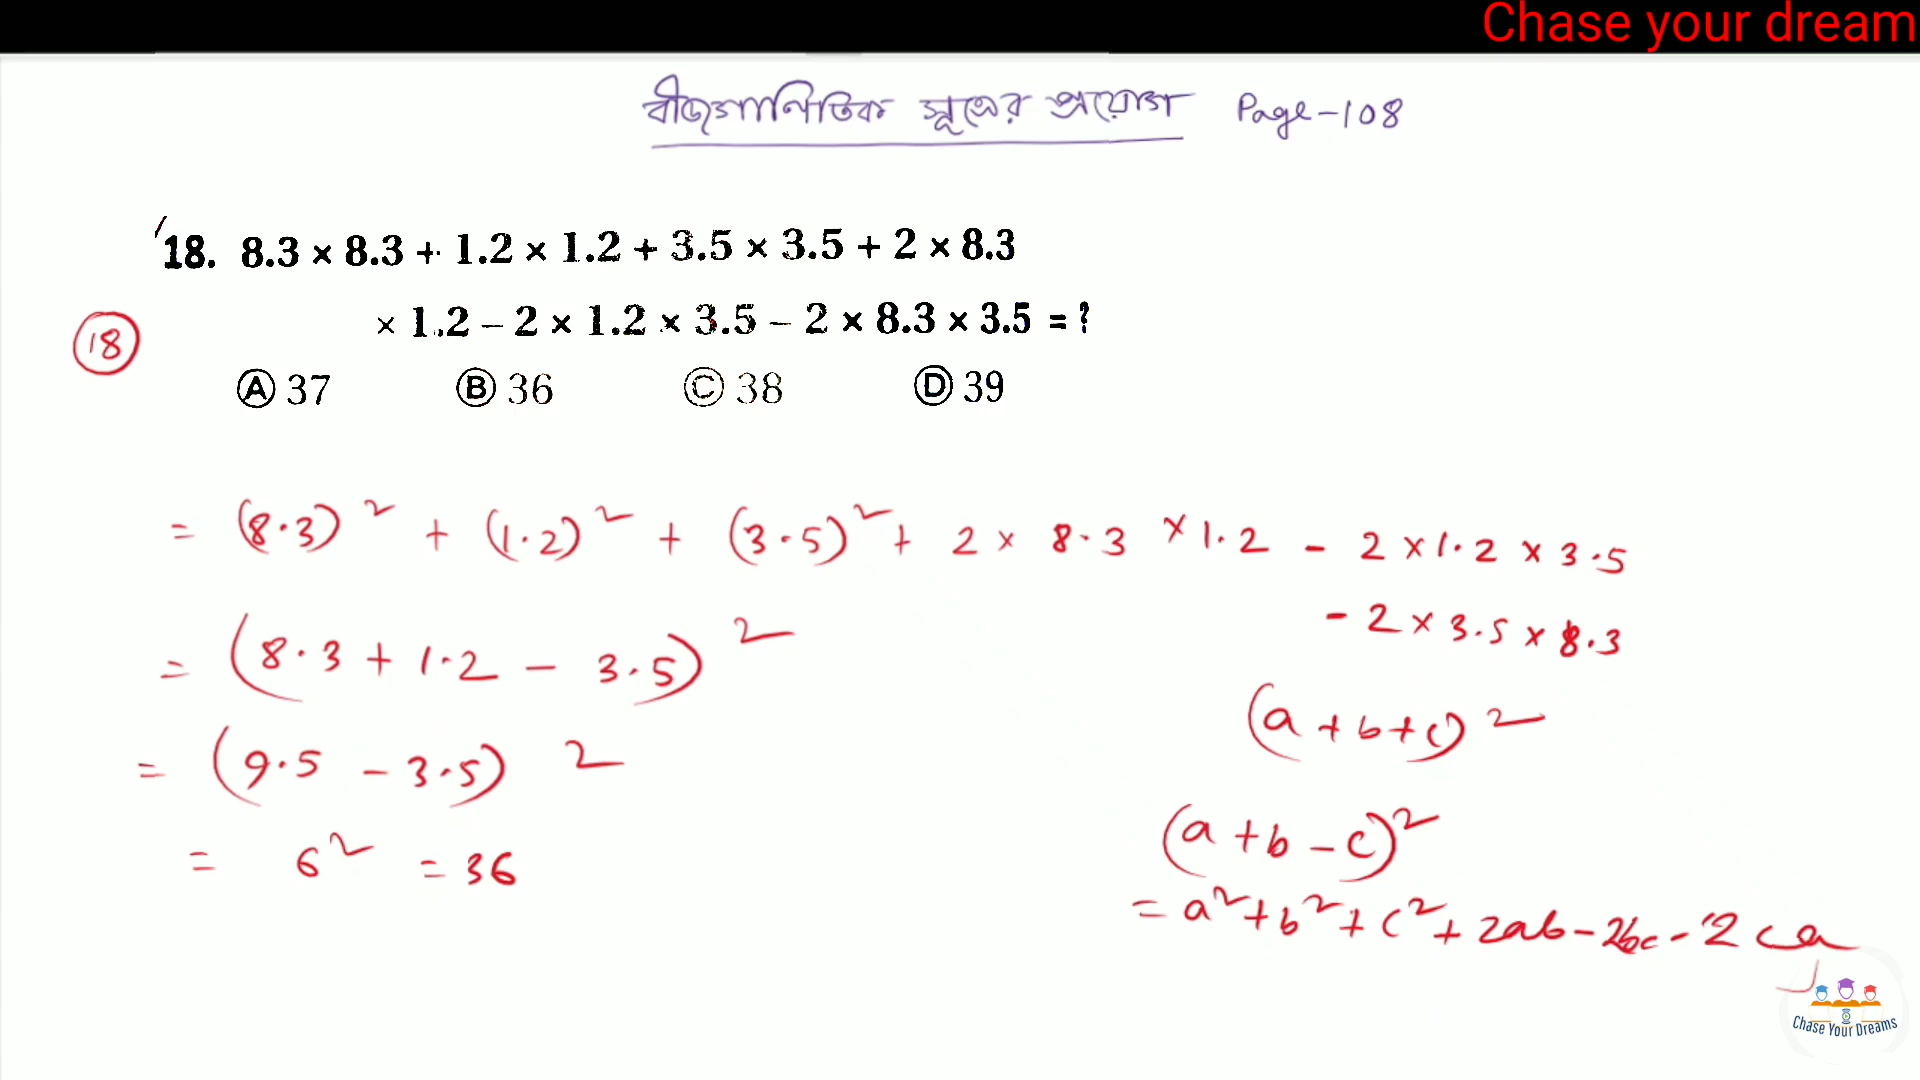 Chase your dream
বীজগাণিতিক সূত্রের প্রয়োগ Page-108
18. 8.3 × 8.3 + 1.2 × 1.2 + 3.5 × 3.5 + 2 × 8.3
× 1.2 – 2 × 1.2 × 3.5 – 2 × 8.3 × 3.5 = ?
18
Ⓐ 37 Ⓑ 36 Ⓒ 38 Ⓓ 39
= (8.3)² + (1.2)² + (3.5)² + 2 × 8.3 × 1.2 - 2 × 1.2 × 3.5
- 2 × 3.5 × 8.3
= (8.3 + 1.2 - 3.5)²
(a + b + c)²
= (9.5 - 3.5)²
(a + b - c)²
= 6² = 36
= a² + b² + c² + 2ab - 2bc - 2ca
Chase Your Dreams